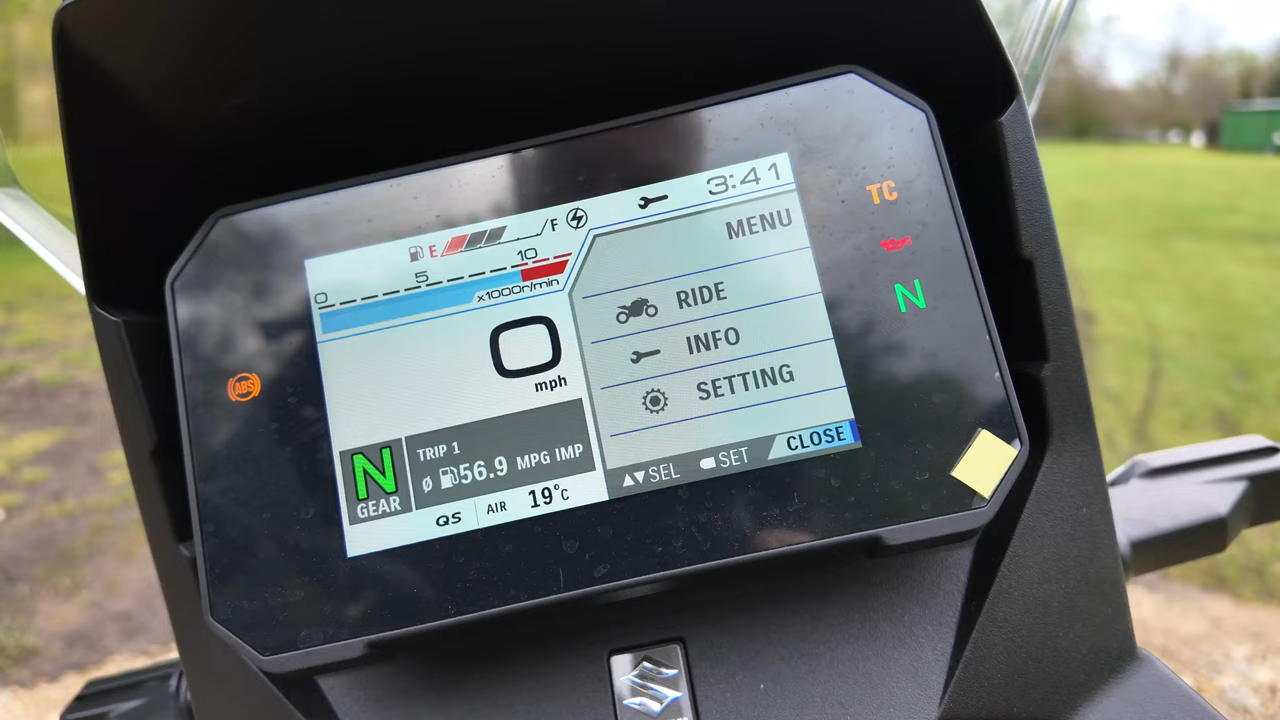 3:41
E F
0 5 10
x1000r/min
MENU
RIDE
INFO
SETTING
0
mph
TRIP 1
ø 56.9 MPG IMP
N
GEAR
QS AIR 19°C
▲▼SEL SET CLOSE
ABS
TC
N